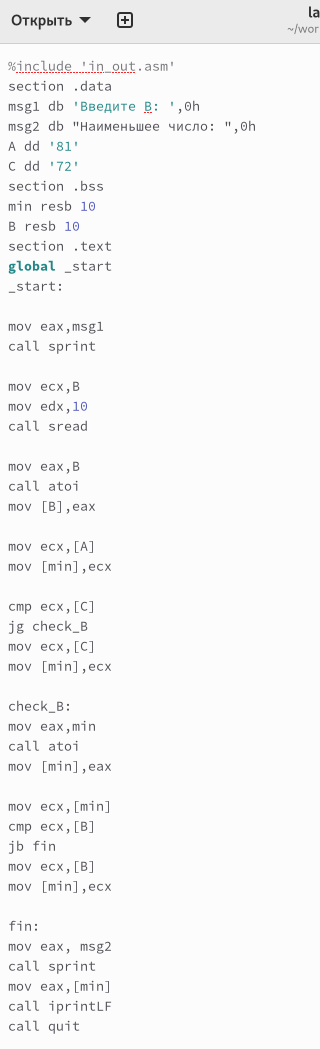 Открыть
la
~/wor
%include 'in_out.asm'
section .data
msg1 db 'Введите B: ',0h
msg2 db "Наименьшее число: ",0h
A dd '81'
C dd '72'
section .bss
min resb 10
B resb 10
section .text
global _start
_start:
mov eax,msg1
call sprint
mov ecx,B
mov edx,10
call sread
mov eax,B
call atoi
mov [B],eax
mov ecx,[A]
mov [min],ecx
cmp ecx,[C]
jg check_B
mov ecx,[C]
mov [min],ecx
check_B:
mov eax,min
call atoi
mov [min],eax
mov ecx,[min]
cmp ecx,[B]
jb fin
mov ecx,[B]
mov [min],ecx
fin:
mov eax, msg2
call sprint
mov eax,[min]
call iprintLF
call quit